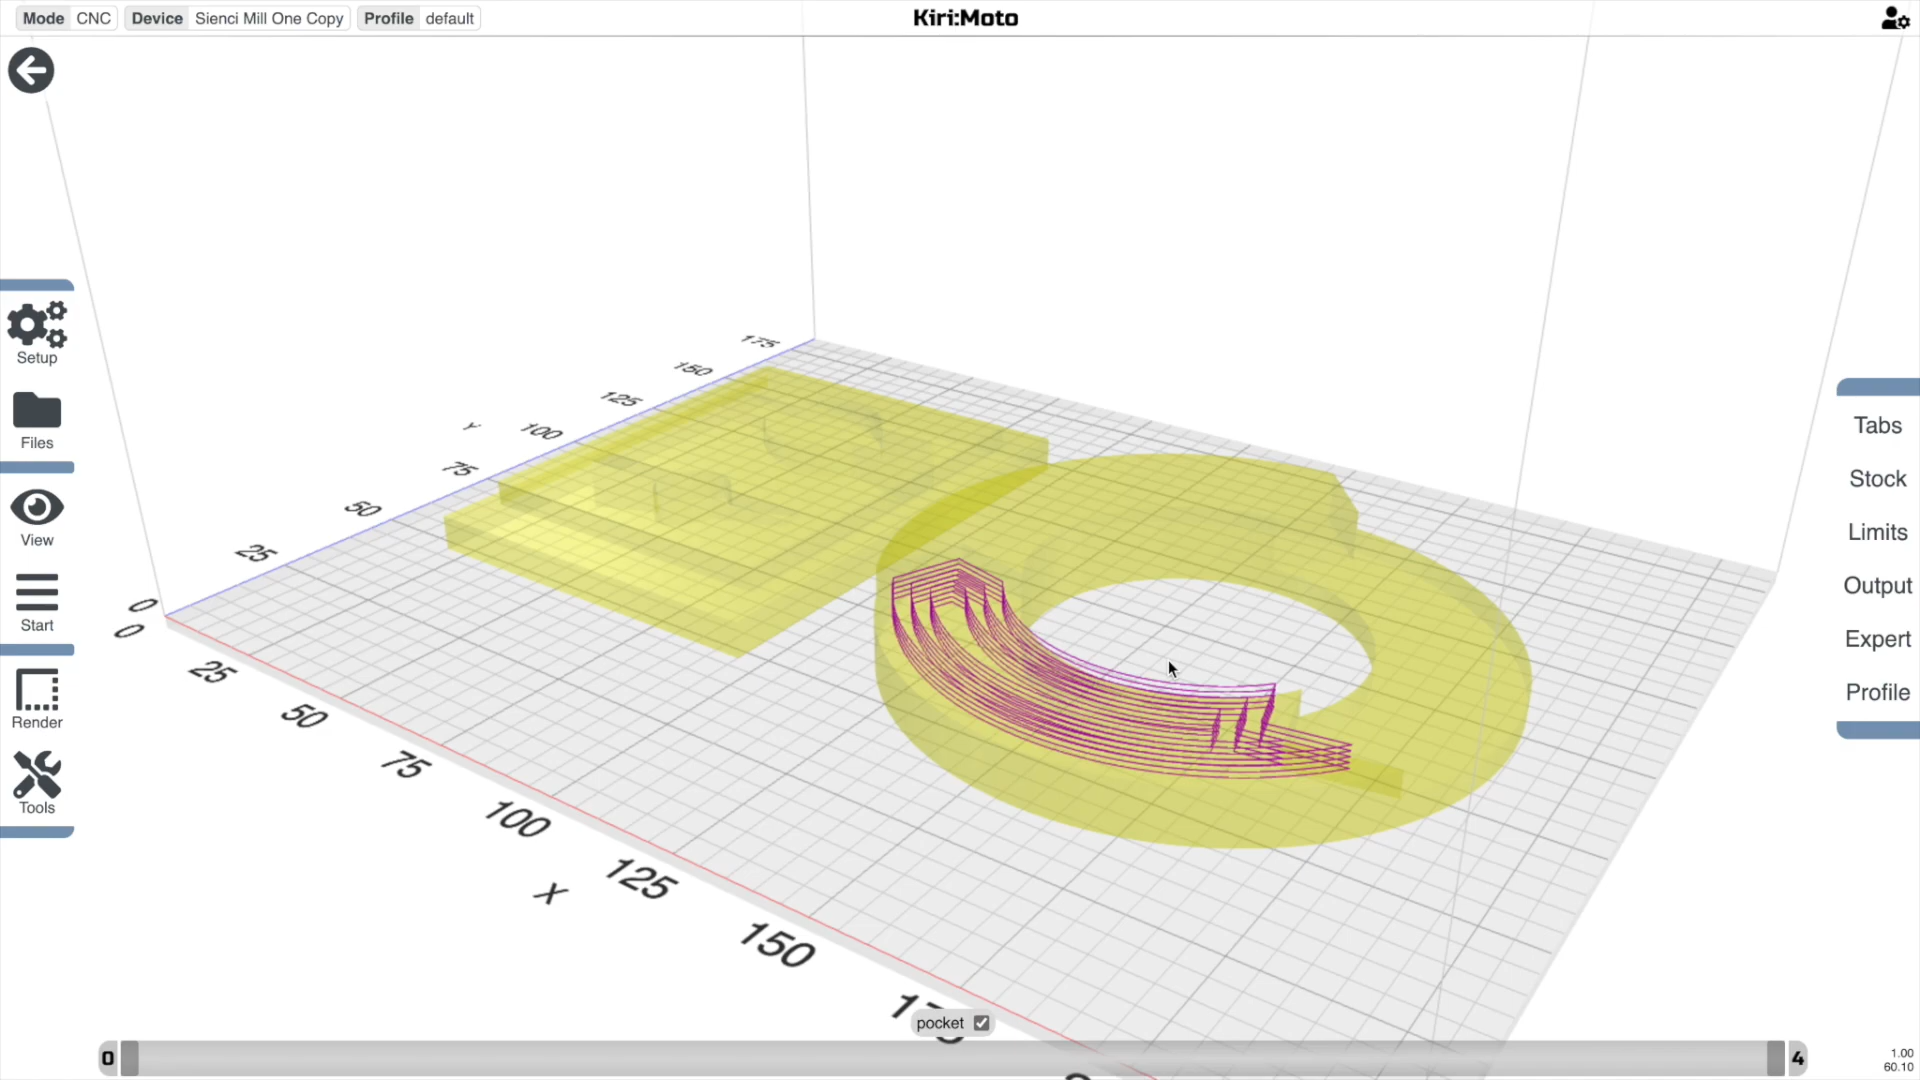 Mode CNC Device Sienci Mill One Copy Profile default
Kiri:Moto
Setup
Files
View
Start
Render
Tools
Tabs
Stock
Limits
Output
Expert
Profile
175
150
125
100
Y
75
50
25
0
0
25
50
75
100
125
X
150
pocket
0
4
1.00
60.10